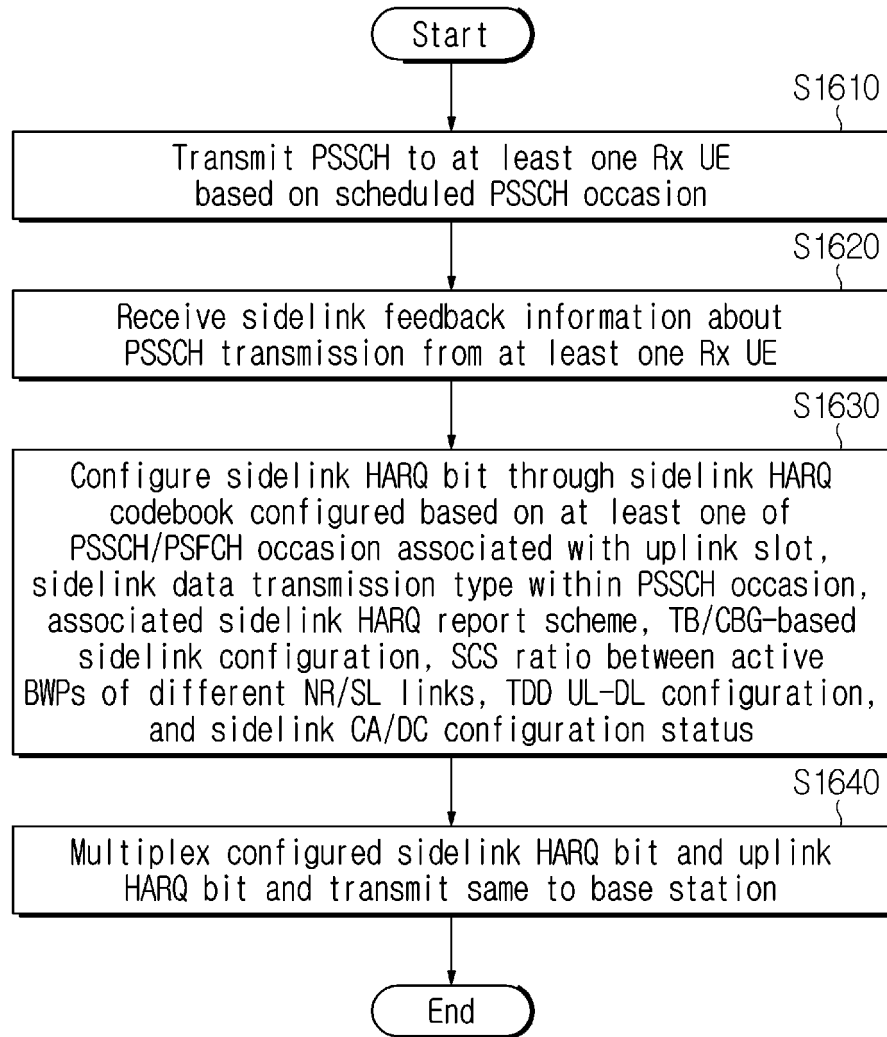 Start
S1610
Transmit PSSCH to at least one Rx UE
based on scheduled PSSCH occasion
S1620
Receive sidelink feedback information about
PSSCH transmission from at least one Rx UE
S1630
Configure sidelink HARQ bit through sidelink HARQ
codebook configured based on at least one of
PSSCH/PSFCH occasion associated with uplink slot,
sidelink data transmission type within PSSCH occasion,
associated sidelink HARQ report scheme, TB/CBG-based
sidelink configuration, SCS ratio between active
BWPs of different NR/SL links, TDD UL-DL configuration,
and sidelink CA/DC configuration status
S1640
Multiplex configured sidelink HARQ bit and uplink
HARQ bit and transmit same to base station
End